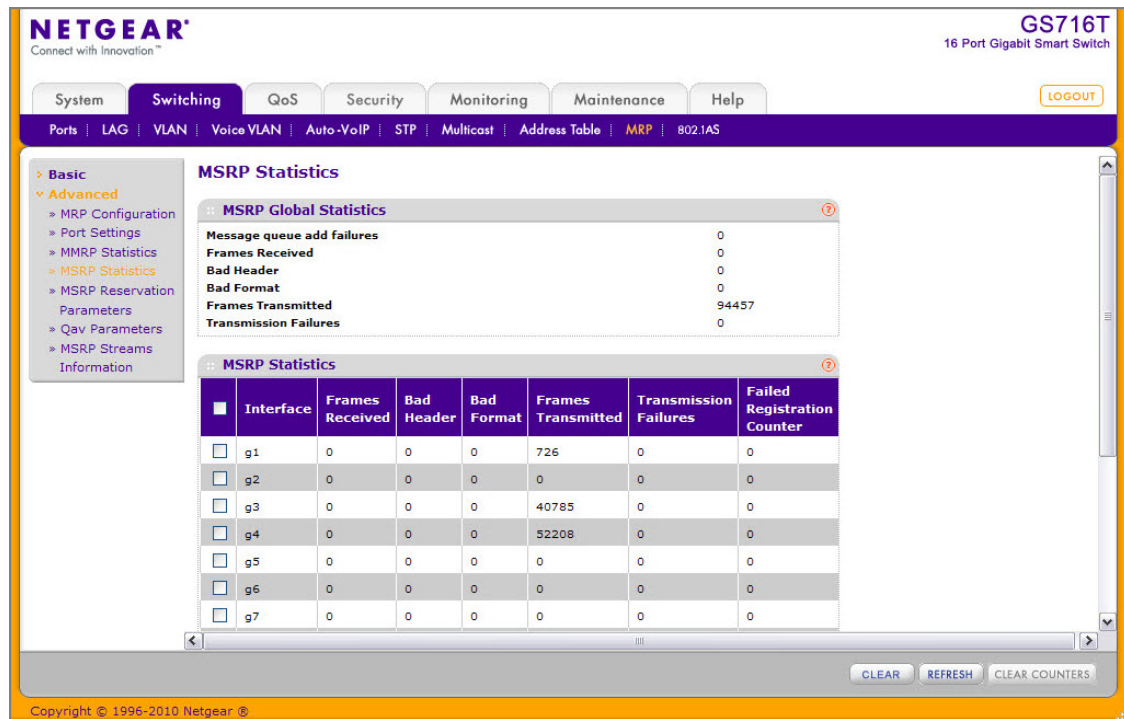 NETGEAR®
Connect with Innovation™
GS716T
16 Port Gigabit Smart Switch
System Switching QoS Security Monitoring Maintenance Help LOGOUT
Ports | LAG | VLAN | Voice VLAN | Auto-VoIP | STP | Multicast | Address Table | MRP | 802.1AS
Basic
Advanced
» MRP Configuration
» Port Settings
» MMRP Statistics
» MSRP Statistics
» MSRP Reservation
Parameters
» Qav Parameters
» MSRP Streams
Information
MSRP Statistics
MSRP Global Statistics
Message queue add failures 0
Frames Received 0
Bad Header 0
Bad Format 0
Frames Transmitted 94457
Transmission Failures 0
MSRP Statistics
Interface Frames Received Bad Header Bad Format Frames Transmitted Transmission Failures Failed Registration Counter
g1 0 0 0 726 0 0
g2 0 0 0 0 0 0
g3 0 0 0 40785 0 0
g4 0 0 0 52208 0 0
g5 0 0 0 0 0 0
g6 0 0 0 0 0 0
g7 0 0 0 0 0 0
CLEAR REFRESH CLEAR COUNTERS
Copyright © 1996-2010 Netgear ®